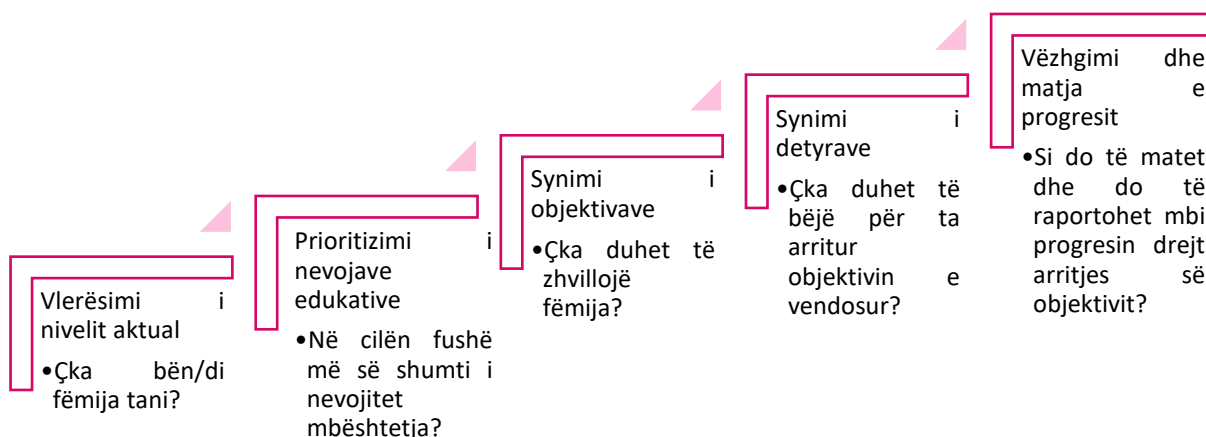 Vlerësimi i
nivelit aktual
•Çka bën/di
fëmija tani?
Prioritizimi i
nevojave
edukative
•Në cilën fushë
më së shumti i
nevojitet
mbështetja?
Synimi i
objektivave
•Çka duhet të
zhvillojë
fëmija?
Synimi i
detyrave
•Çka duhet të
bëjë për ta
arritur
objektivin e
vendosur?
Vëzhgimi dhe
matja e
progresit
•Si do të matet
dhe do të
raportohet mbi
progresin drejt
arritjes së
objektivit?